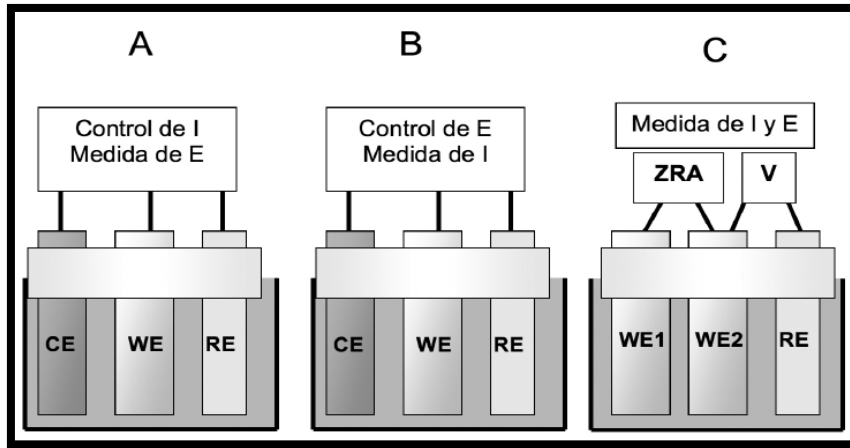 A
Control de I
Medida de E
CE
WE
RE
B
Control de E
Medida de I
CE
WE
RE
C
Medida de I y E
ZRA
V
WE1
WE2
RE